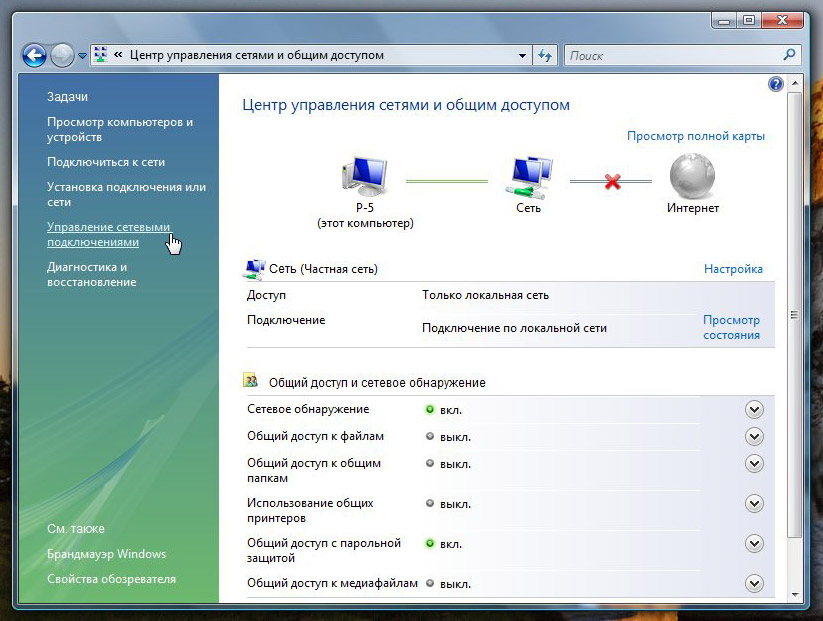 « Центр управления сетями и общим доступом
Поиск
Задачи
Просмотр компьютеров и
устройств
Подключиться к сети
Установка подключения или
сети
Управление сетевыми
подключениями
Диагностика и
восстановление
См. также
Брандмауэр Windows
Свойства обозревателя
Центр управления сетями и общим доступом
Просмотр полной карты
P-5
(этот компьютер)
Сеть
Интернет
Сеть (Частная сеть)
Настройка
Доступ
Только локальная сеть
Подключение
Подключение по локальной сети
Просмотр
состояния
Общий доступ и сетевое обнаружение
Сетевое обнаружение
вкл.
Общий доступ к файлам
выкл.
Общий доступ к общим
папкам
выкл.
Использование общих
принтеров
выкл.
Общий доступ с парольной
защитой
вкл.
Общий доступ к медиафайлам
выкл.